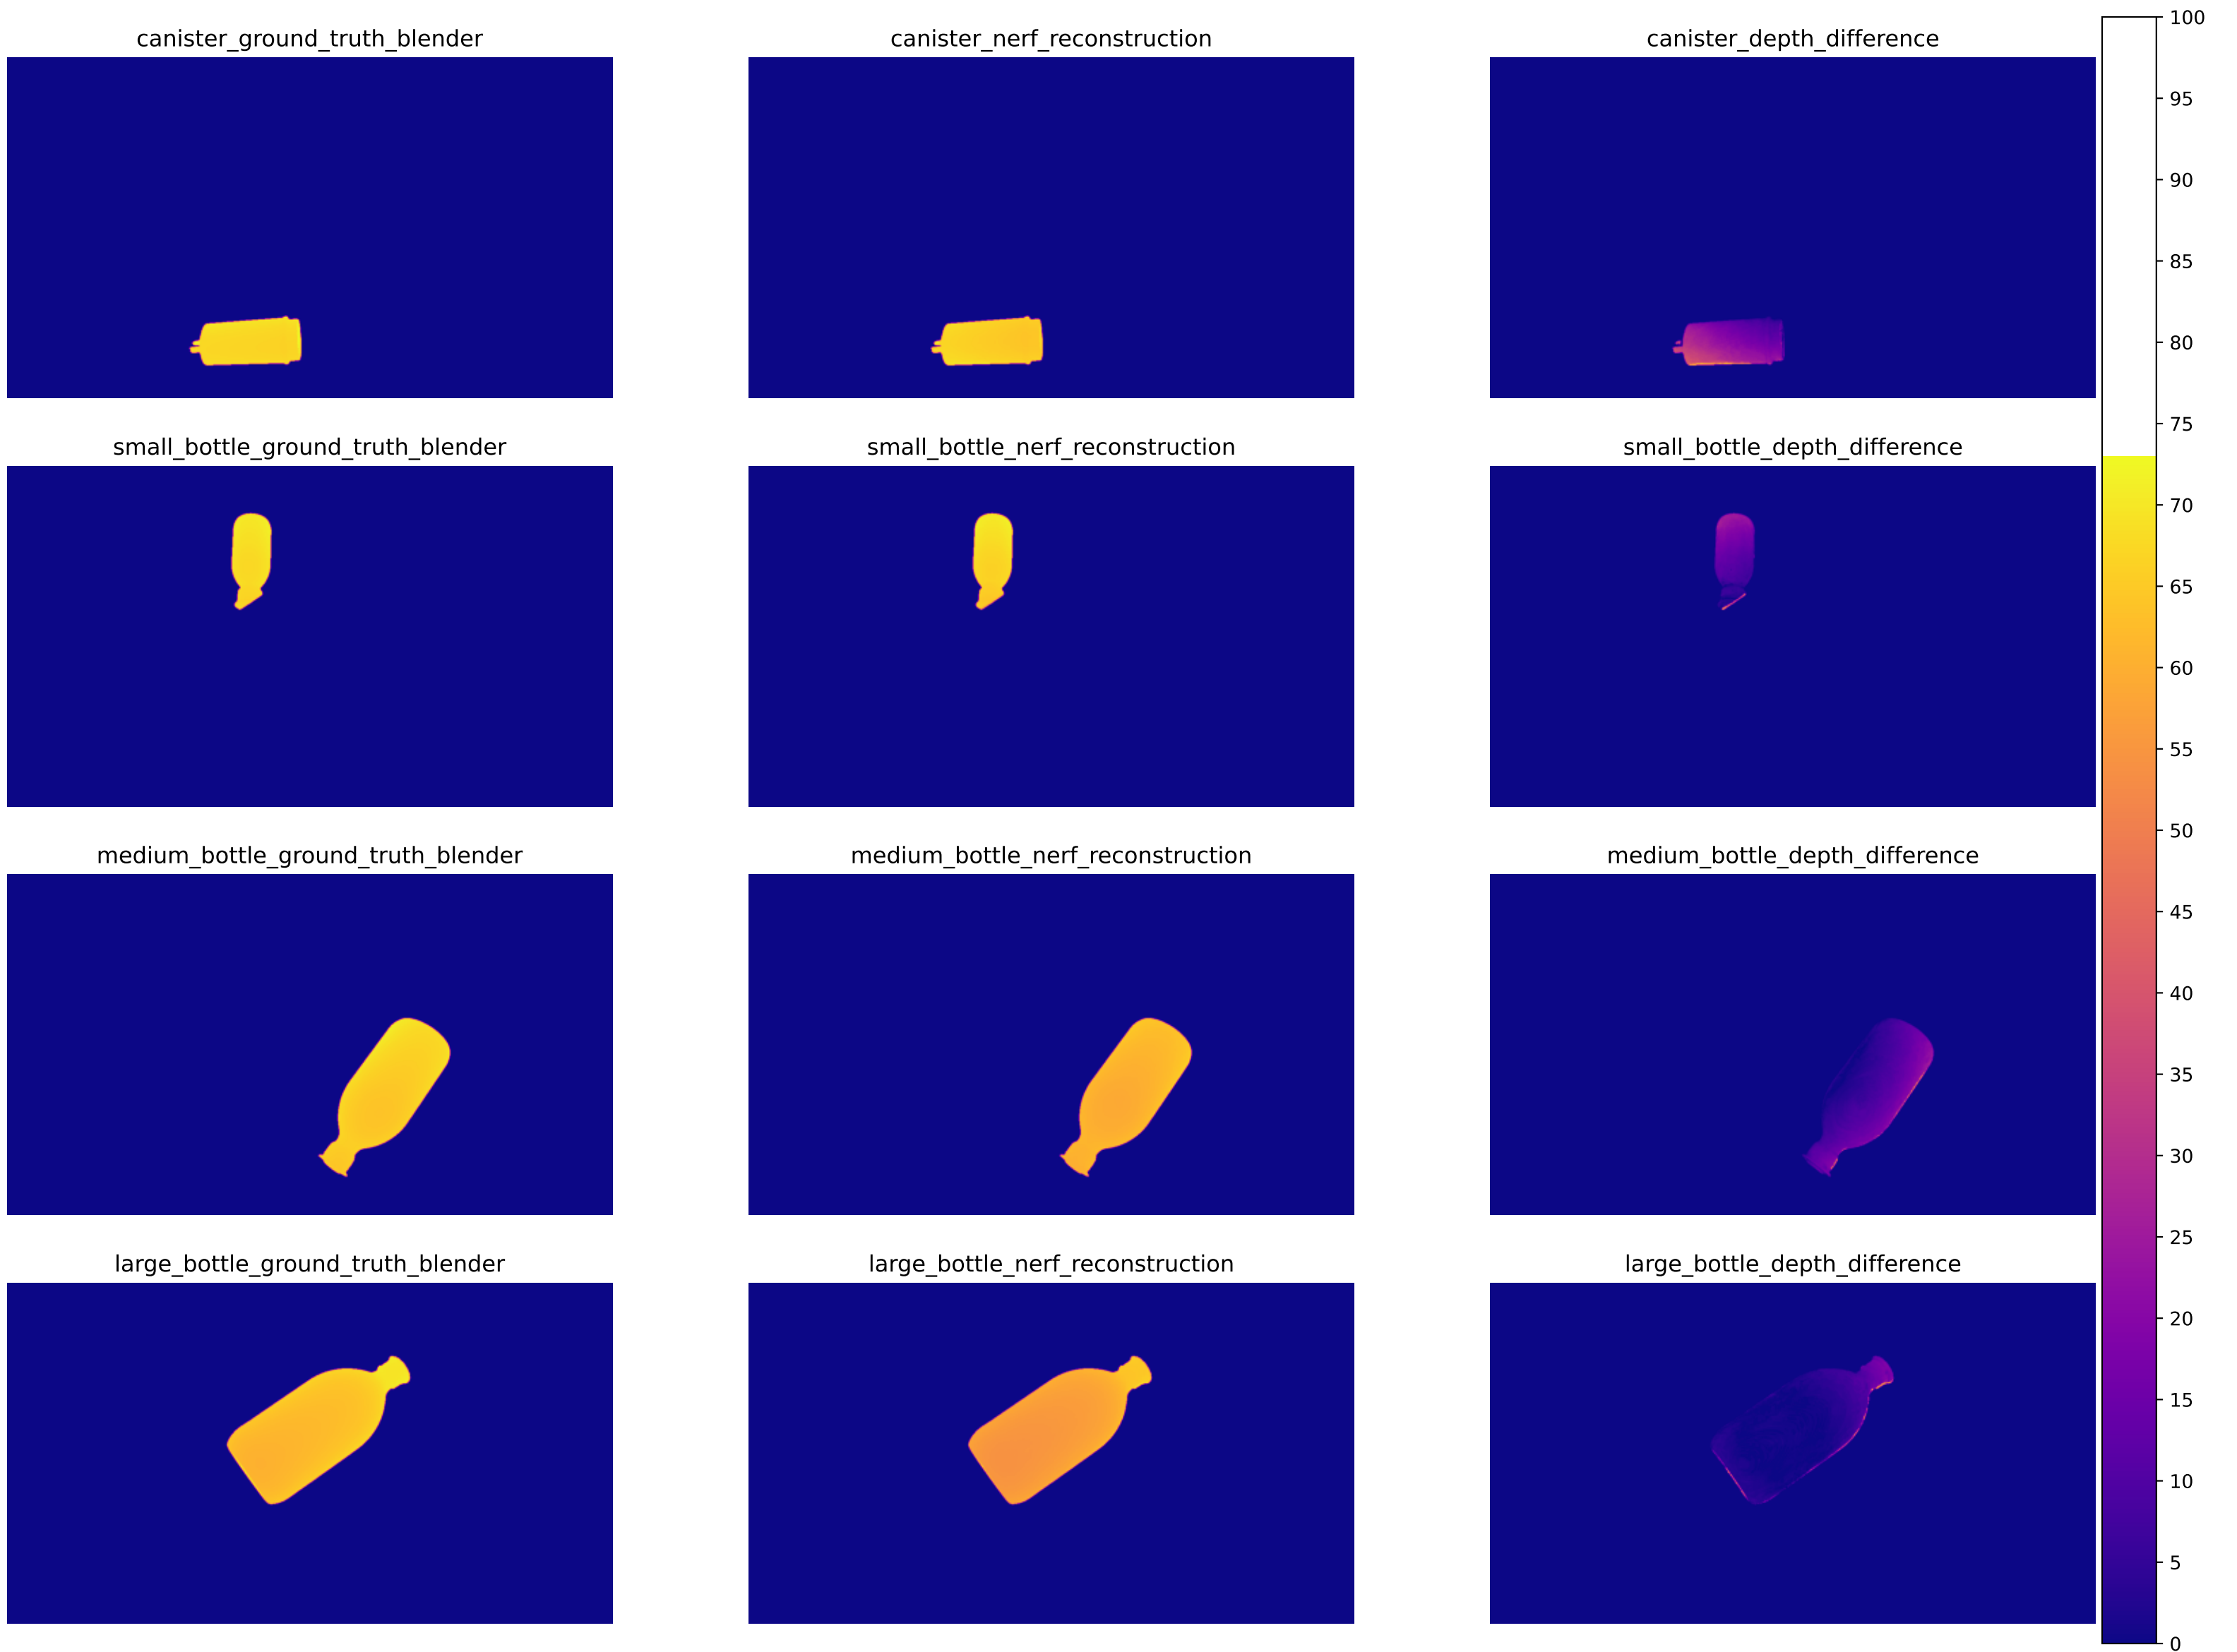 canister_ground_truth_blender
canister_nerf_reconstruction
canister_depth_difference
small_bottle_ground_truth_blender
small_bottle_nerf_reconstruction
small_bottle_depth_difference
medium_bottle_ground_truth_blender
medium_bottle_nerf_reconstruction
medium_bottle_depth_difference
large_bottle_ground_truth_blender
large_bottle_nerf_reconstruction
large_bottle_depth_difference
100
95
90
85
80
75
70
65
60
55
50
45
40
35
30
25
20
15
10
5
0